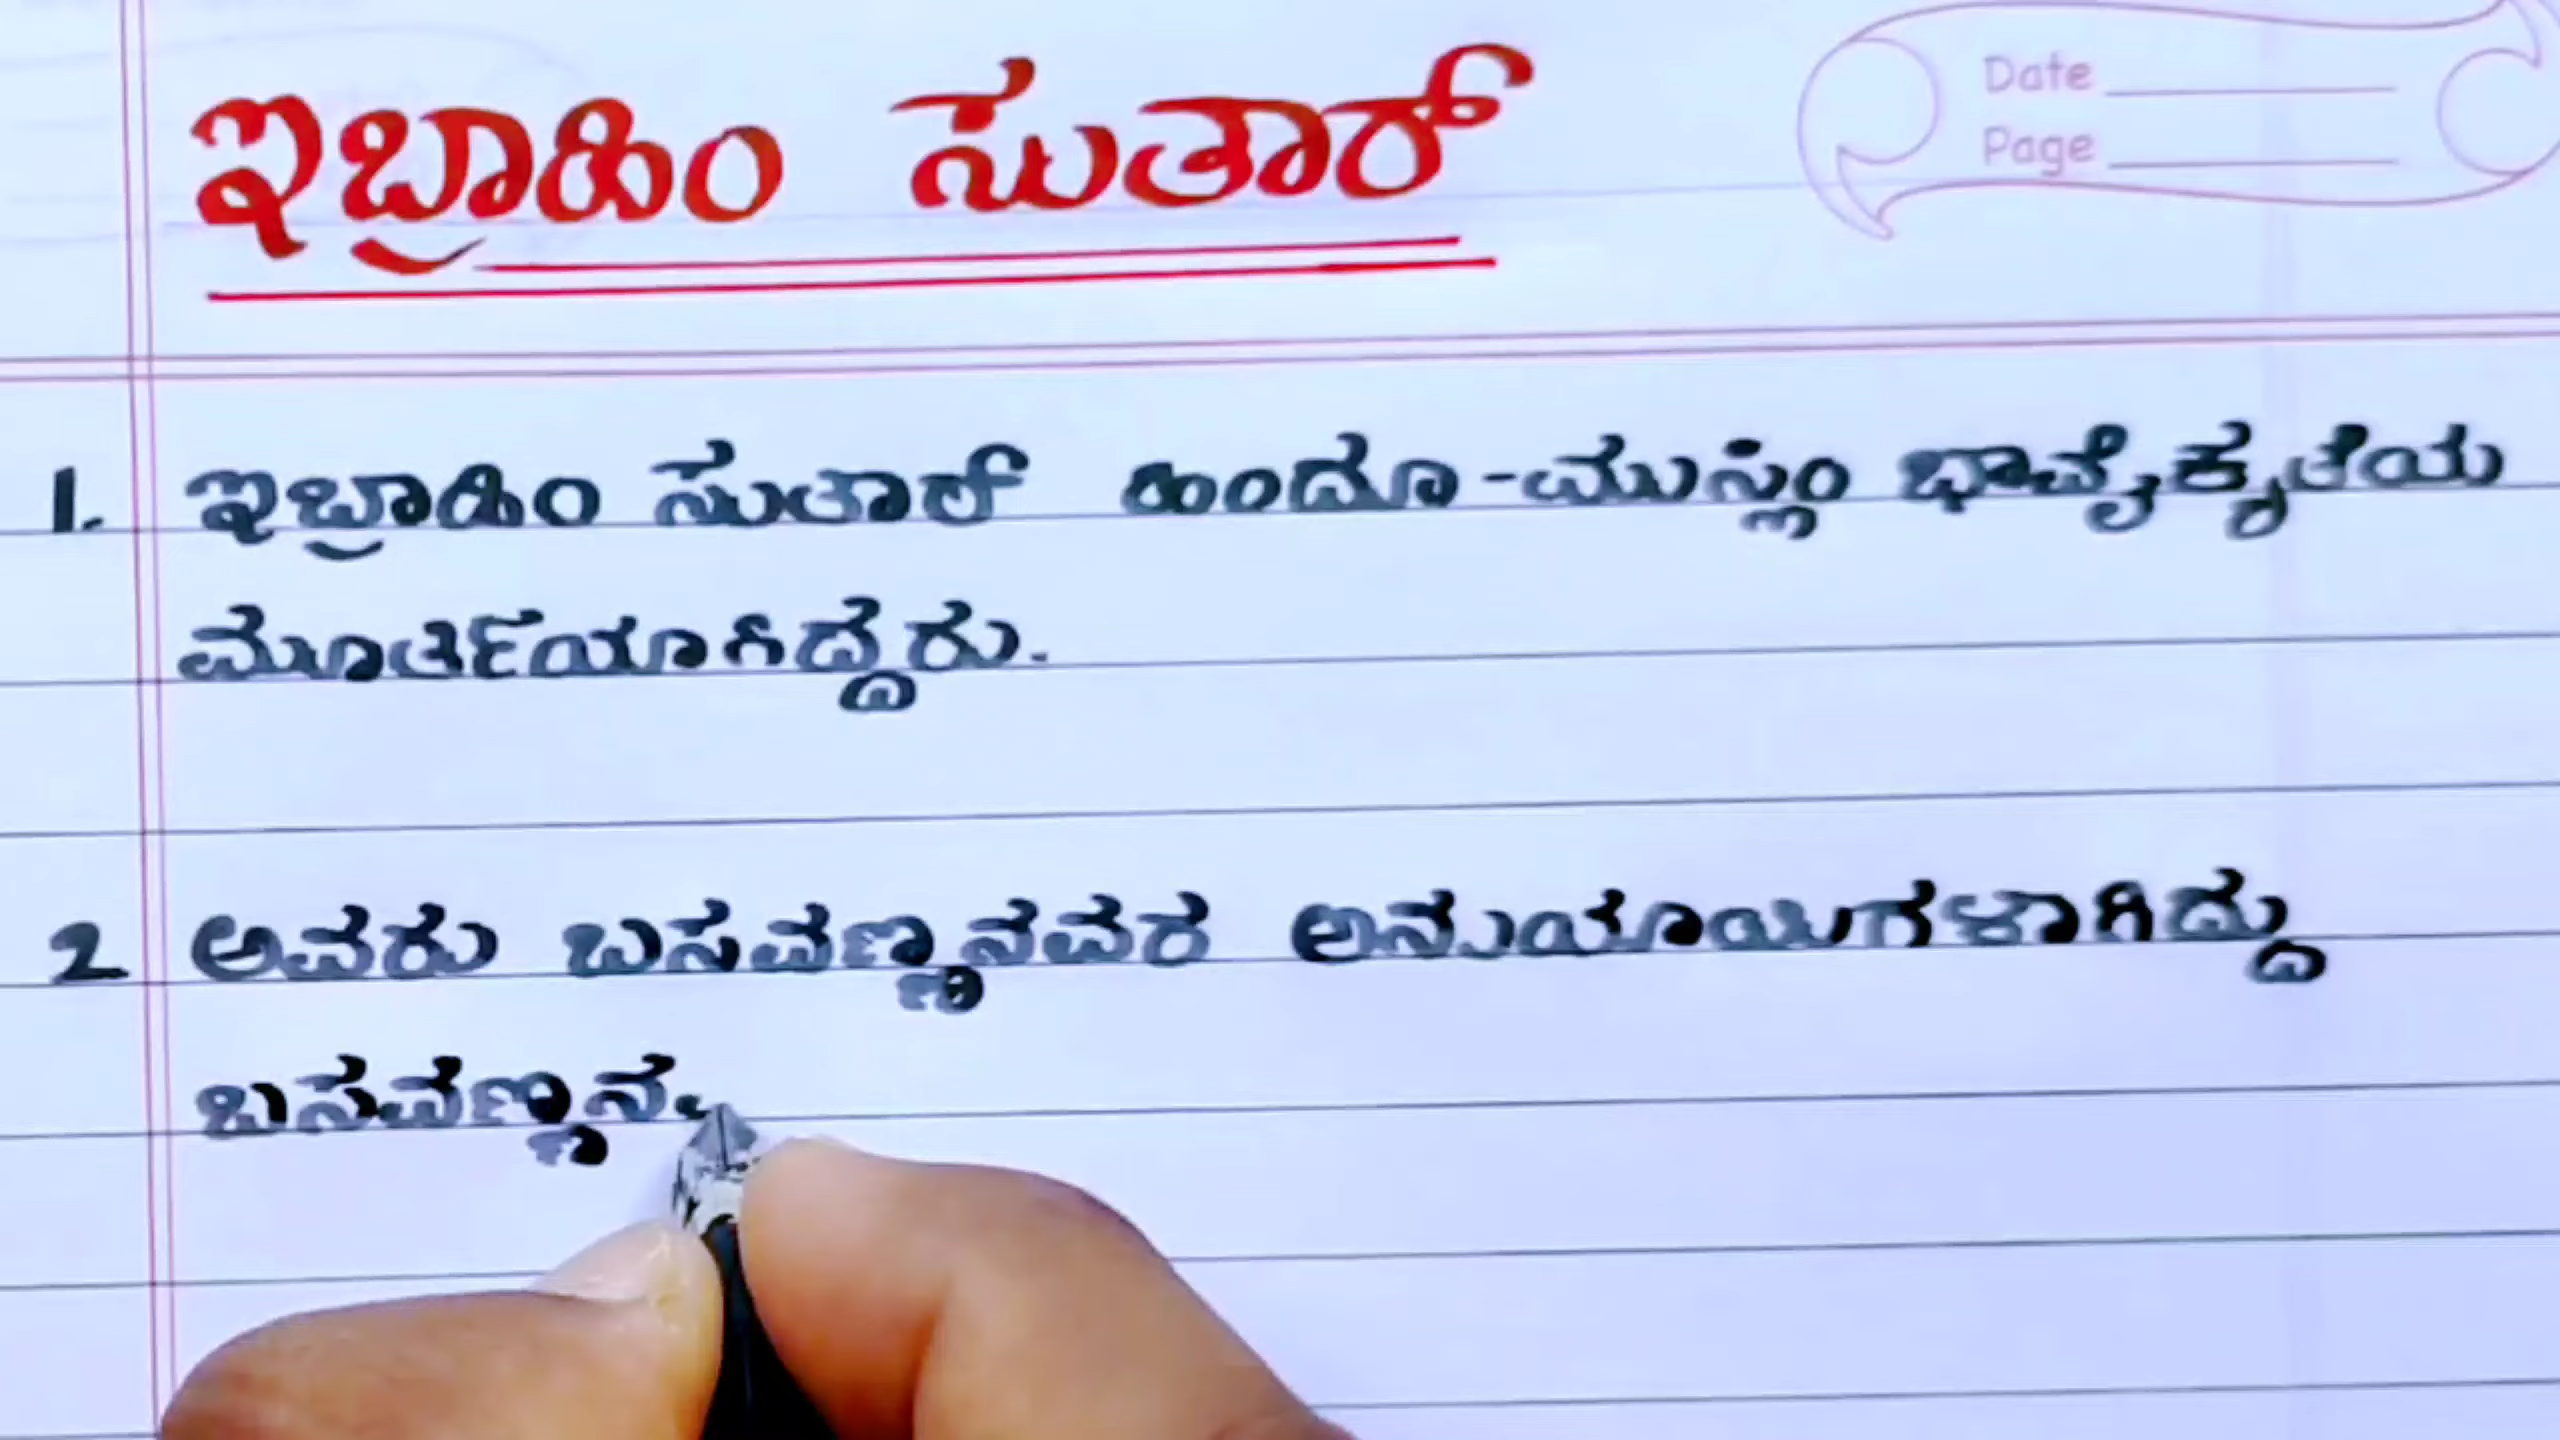 ಇಬ್ರಾಹಿಂ ಸುತಾರ್
Date
Page
1. ಇಬ್ರಾಹಿಂ ಸುತಾರ್ ಹಿಂದೂ-ಮುಸ್ಲಿಂ ಭಾವೈಕ್ಯತೆಯ
ಮೂರ್ತಿಯಾಗಿದ್ದರು.
2 ಅವರು ಬಸವಣ್ಣನವರ ಅನುಯಾಯಿಗಳಾಗಿದ್ದು
ಬಸವಣ್ಣನ